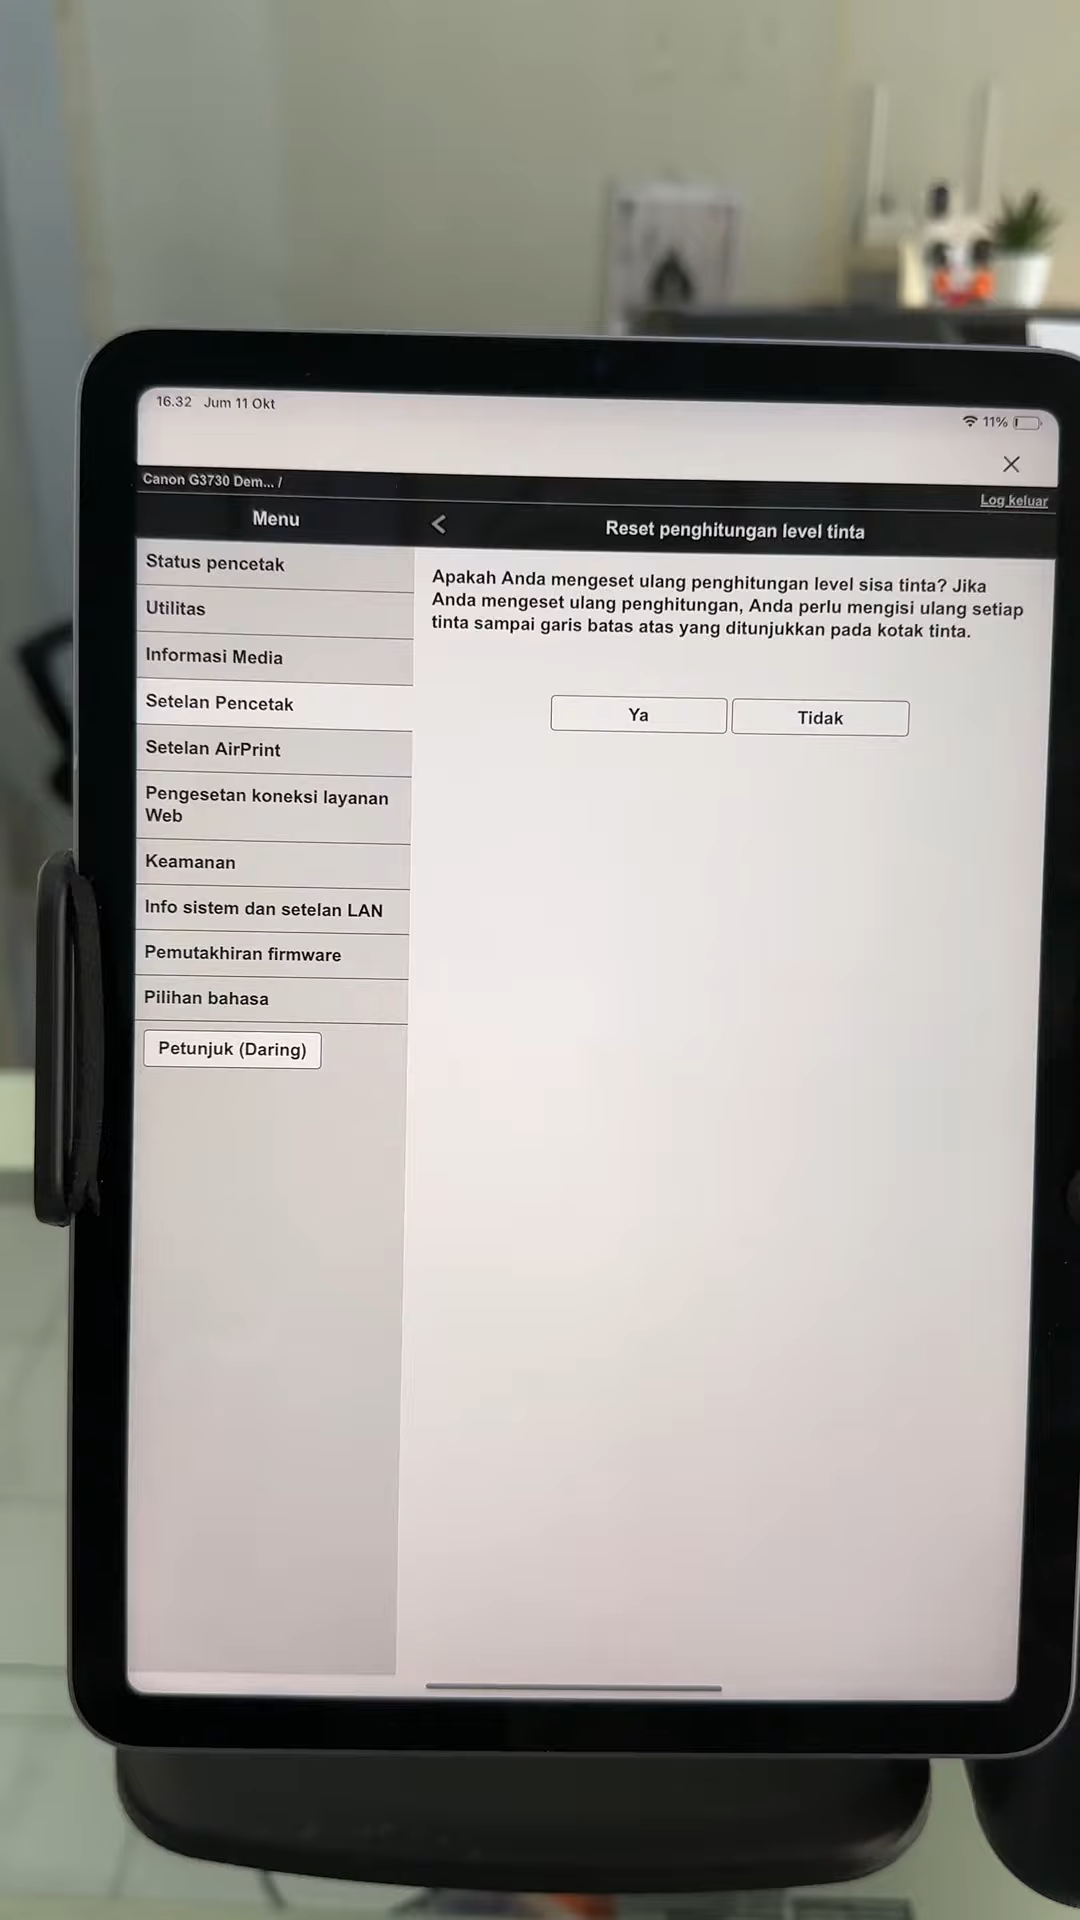 16.32 Jum 11 Okt
11%
Canon G3730 Dem... /
Log keluar
Menu
Reset penghitungan level tinta
Status pencetak
Utilitas
Informasi Media
Setelan Pencetak
Setelan AirPrint
Pengesetan koneksi layanan
Web
Keamanan
Info sistem dan setelan LAN
Pemutakhiran firmware
Pilihan bahasa
Petunjuk (Daring)
Apakah Anda mengeset ulang penghitungan level sisa tinta? Jika
Anda mengeset ulang penghitungan, Anda perlu mengisi ulang setiap
tinta sampai garis batas atas yang ditunjukkan pada kotak tinta.
Ya
Tidak